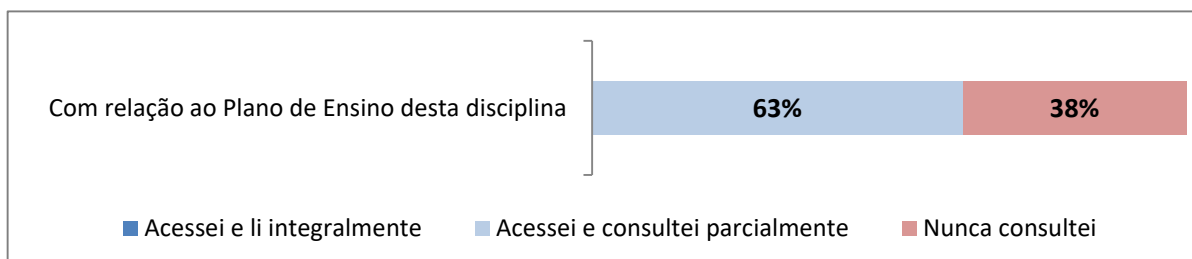 Com relação ao Plano de Ensino desta disciplina
63%
38%
Acessei e li integralmente
Acessei e consultei parcialmente
Nunca consultei